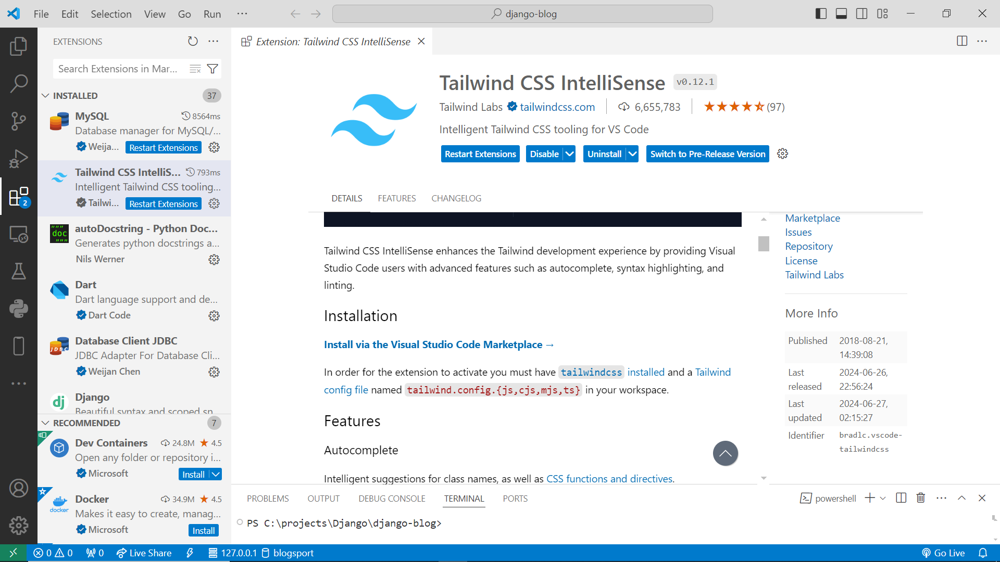 File Edit Selection View Go Run ···
django-blog
EXTENSIONS
Search Extensions in Mar...
INSTALLED 37
MySQL 8564ms
Database manager for MySQL/...
Weija... Restart Extensions
Tailwind CSS IntelliS... 793ms
Intelligent Tailwind CSS tooling...
Tailwi... Restart Extensions
""" doc """
autoDocstring - Python Doc...
Generates python docstrings a...
Nils Werner
Dart
Dart language support and de...
Dart Code
JDBC
Database Client JDBC
JDBC Adapter For Database Cli...
Weijan Chen
dj
Django
Beautiful syntax and scoped sn...
RECOMMENDED 7
Dev Containers 24.8M 4.5
Open any folder or repository i...
Microsoft Install
docker
Docker 34.9M 4.5
Makes it easy to create, manag...
Microsoft Install
2
Extension: Tailwind CSS IntelliSense
Tailwind CSS IntelliSense v0.12.1
Tailwind Labs tailwindcss.com 6,655,783 (97)
Intelligent Tailwind CSS tooling for VS Code
Restart Extensions Disable Uninstall Switch to Pre-Release Version
DETAILS FEATURES CHANGELOG
Tailwind CSS IntelliSense enhances the Tailwind development experience by providing Visual
Studio Code users with advanced features such as autocomplete, syntax highlighting, and
linting.
Installation
Install via the Visual Studio Code Marketplace →
In order for the extension to activate you must have tailwindcss installed and a Tailwind
config file named tailwind.config.{js,cjs,mjs,ts} in your workspace.
Features
Autocomplete
Intelligent suggestions for class names, as well as CSS functions and directives.
Marketplace
Issues
Repository
License
Tailwind Labs
More Info
Published 2018-08-21,
14:39:08
Last released 2024-06-26,
22:56:24
Last updated 2024-06-27,
02:15:27
Identifier bradlc.vscode-
tailwindcss
PROBLEMS OUTPUT DEBUG CONSOLE TERMINAL PORTS
powershell
PS C:\projects\Django\django-blog>
0 0 0 Live Share 127.0.0.1 blogsport Go Live